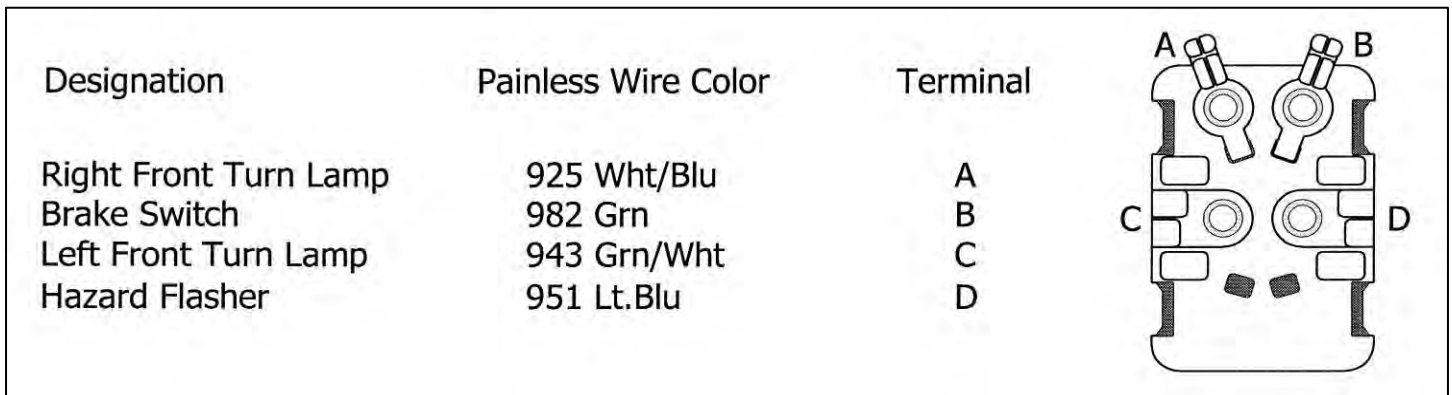 Designation Painless Wire Color Terminal
Right Front Turn Lamp 925 Wht/Blu A
Brake Switch 982 Grn B
Left Front Turn Lamp 943 Grn/Wht C
Hazard Flasher 951 Lt.Blu D
A B
C D